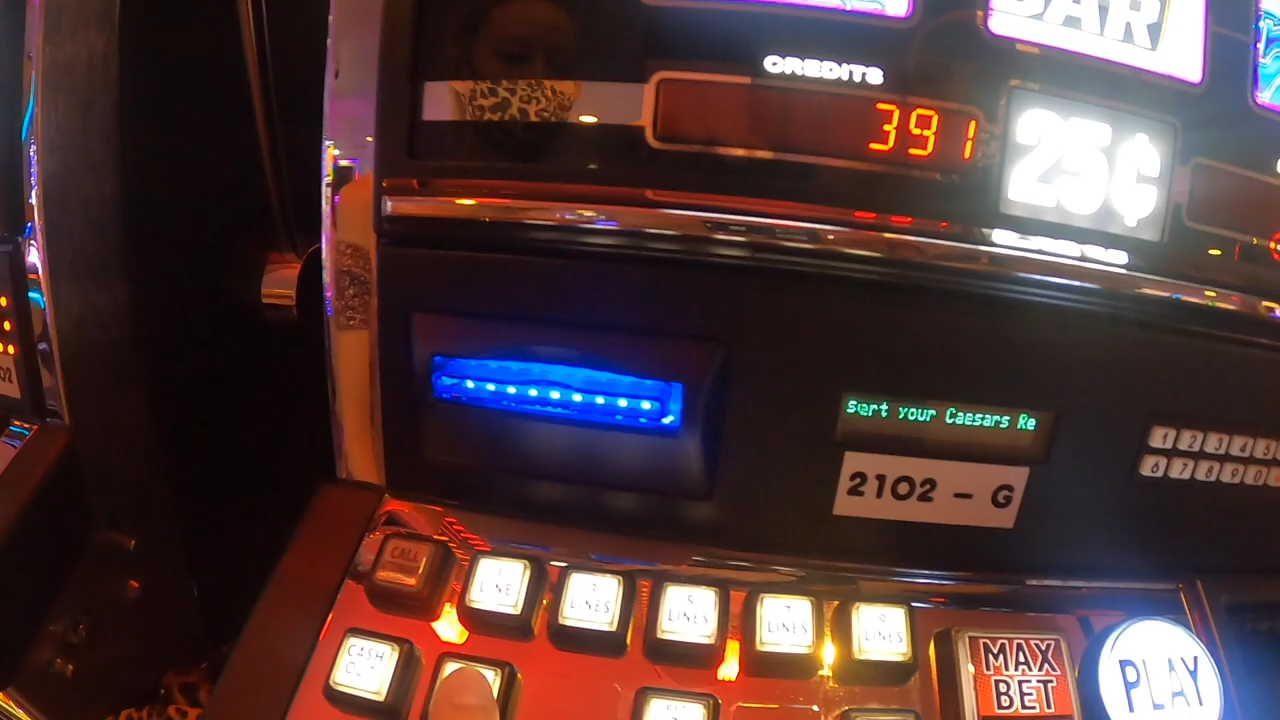 BAR
CREDITS
391
25¢
sert your Caesars Re
2102 - G
1 2 3 4 5
6 7 8 9 0
CALL
1 LINE
3 LINES
5 LINES
7 LINES
9 LINES
CASH OUT
MAX BET
PLAY
02